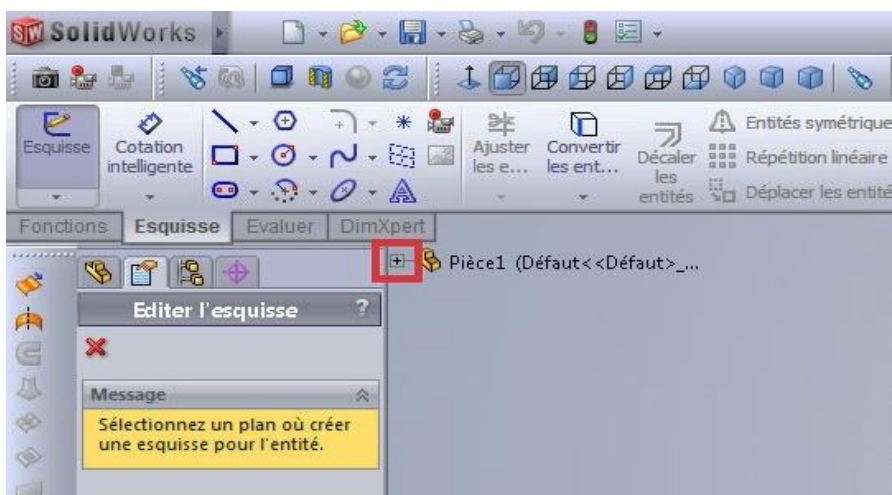 SolidWorks
Esquisse
Cotation
intelligente
Ajuster
les e...
Convertir
les ent...
Décaler
les
entités
Entités symétrique
Répétition linéaire
Déplacer les entité
Fonctions Esquisse Evaluer DimXpert
Pièce1 (Défaut<<Défaut>_...
Editer l'esquisse ?
Message
Sélectionnez un plan où créer
une esquisse pour l'entité.